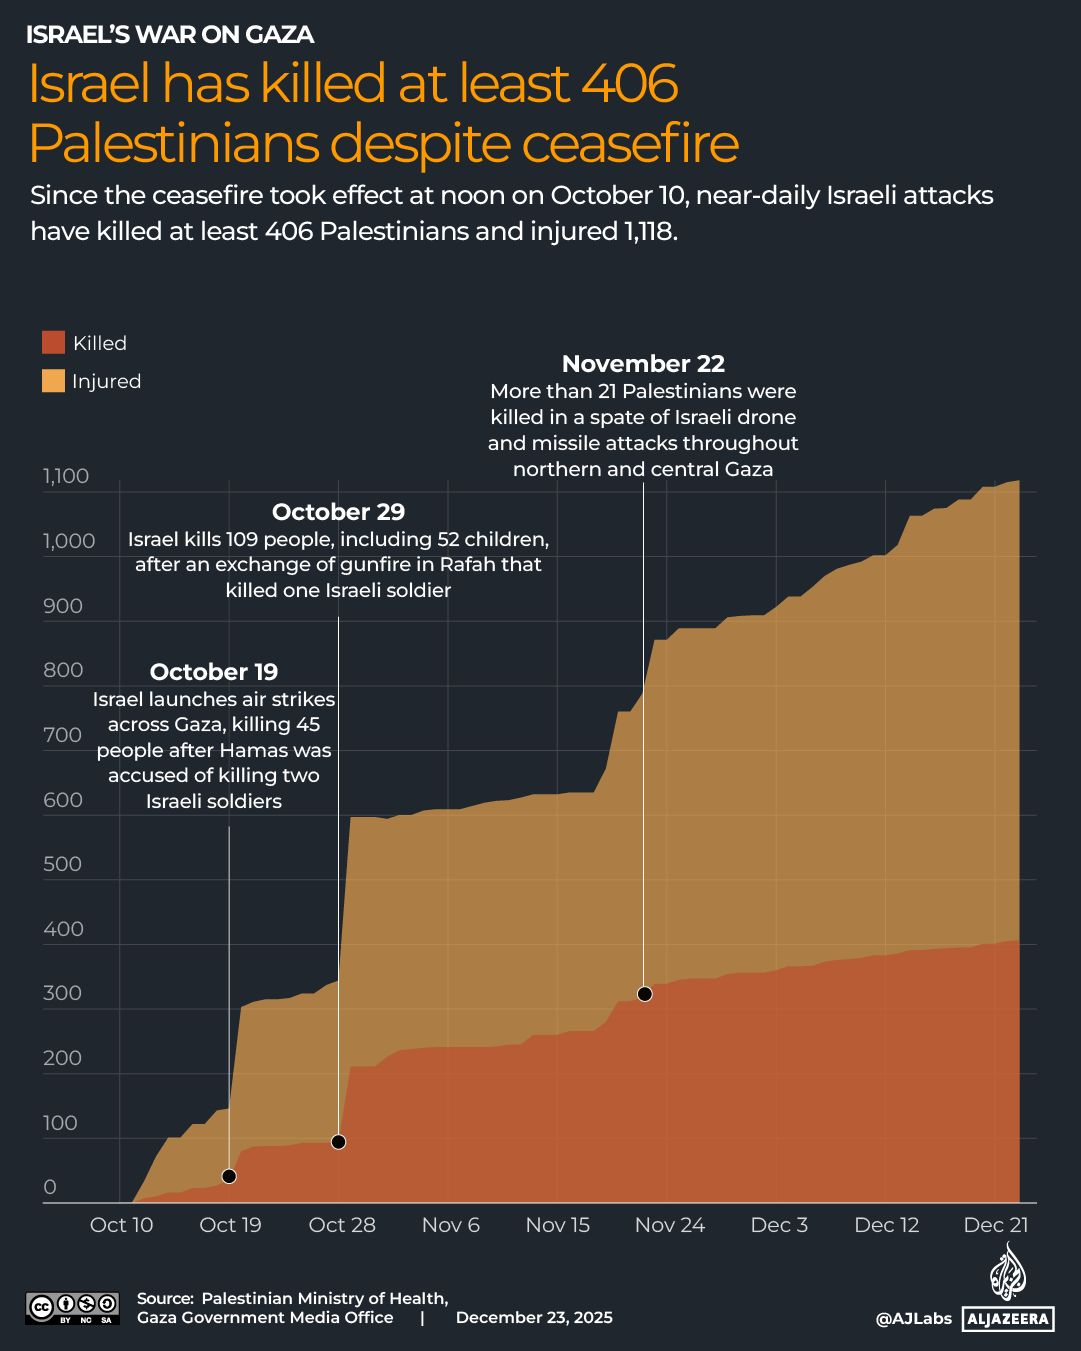 ISRAEL'S WAR ON GAZA
Israel has killed at least 406
Palestinians despite ceasefire
Since the ceasefire took effect at noon on October 10, near-daily Israeli attacks
have killed at least 406 Palestinians and injured 1,118.
Killed
Injured
November 22
More than 21 Palestinians were
killed in a spate of Israeli drone
and missile attacks throughout
northern and central Gaza
October 29
Israel kills 109 people, including 52 children,
after an exchange of gunfire in Rafah that
killed one Israeli soldier
October 19
Israel launches air strikes
across Gaza, killing 45
people after Hamas was
accused of killing two
Israeli soldiers
1,100
1,000
900
800
700
600
500
400
300
200
100
0
Oct 10
Oct 19
Oct 28
Nov 6
Nov 15
Nov 24
Dec 3
Dec 12
Dec 21
cc BY NC SA
Source: Palestinian Ministry of Health,
Gaza Government Media Office | December 23, 2025
@AJLabs
ALJAZEERA